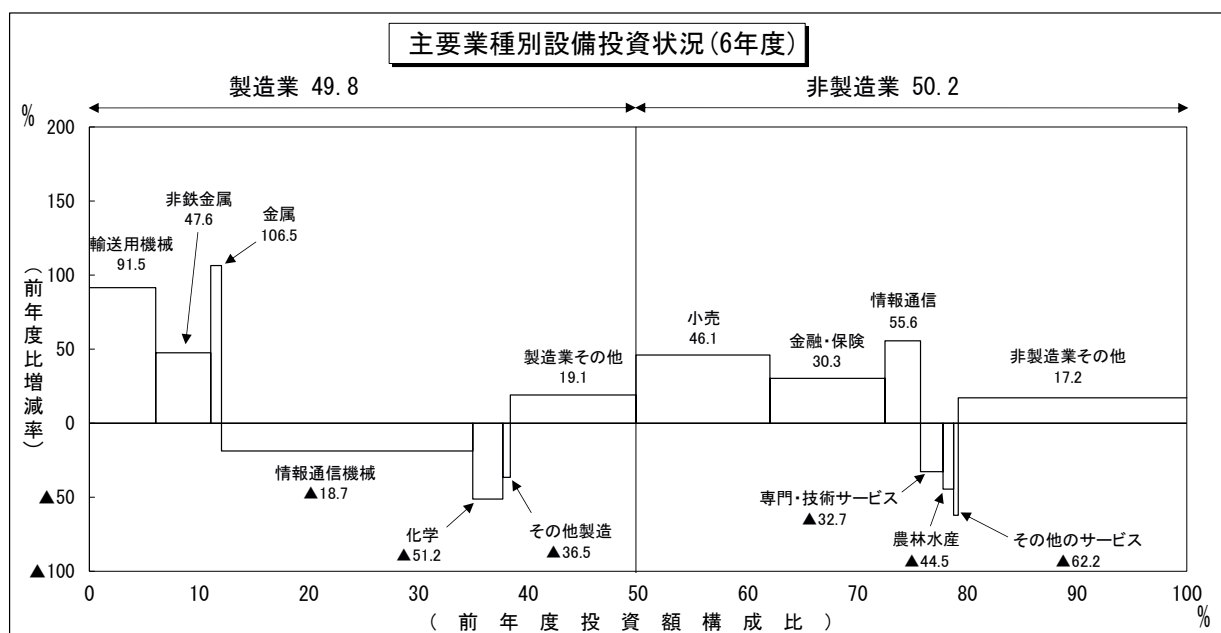 主要業種別設備投資状況(6年度)
製造業 49.8
非製造業 50.2
%
200
150
100
50
0
▲ 50
▲ 100
(前年度比増減率)
輸送用機械
91.5
非鉄金属
47.6
金属
106.5
情報通信機械
▲18.7
化学
▲51.2
その他製造
▲36.5
製造業その他
19.1
小売
46.1
金融・保険
30.3
情報通信
55.6
専門・技術サービス
▲32.7
農林水産
▲44.5
その他のサービス
▲62.2
非製造業その他
17.2
0 10 20 30 40 50 60 70 80 90 100
%
( 前 年 度 投 資 額 構 成 比 )